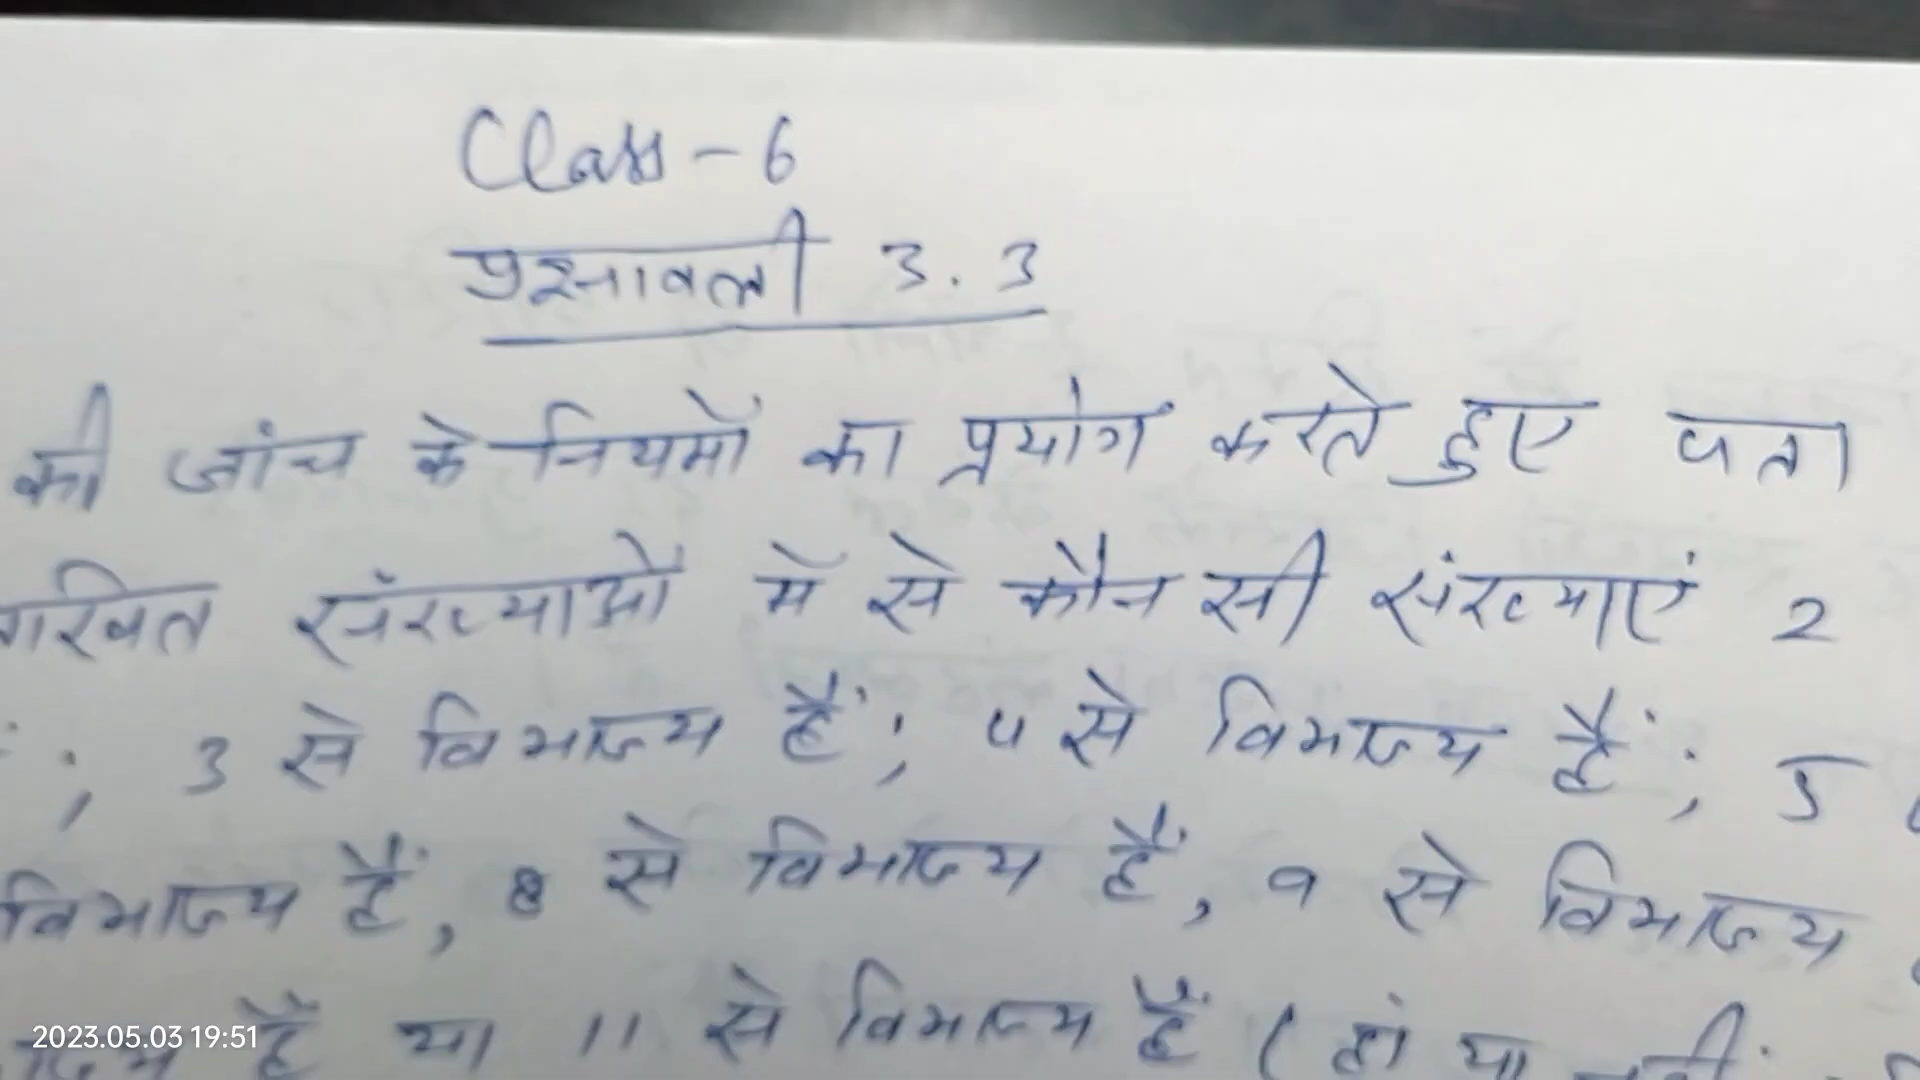 Class - 6
प्रश्नावली 3.3
की जांच के नियमों का प्रयोग करते हुए पता
संख्याओं में से कौन सी संख्याएं 2
; 3 से विभाज्य हैं; 4 से विभाज्य हैं; 5
विभाज्य हैं, 8 से विभाज्य हैं, 9 से विभाज्य
है या 11 से विभाज्य हैं (हां या नहीं
2023.05.03 19:51